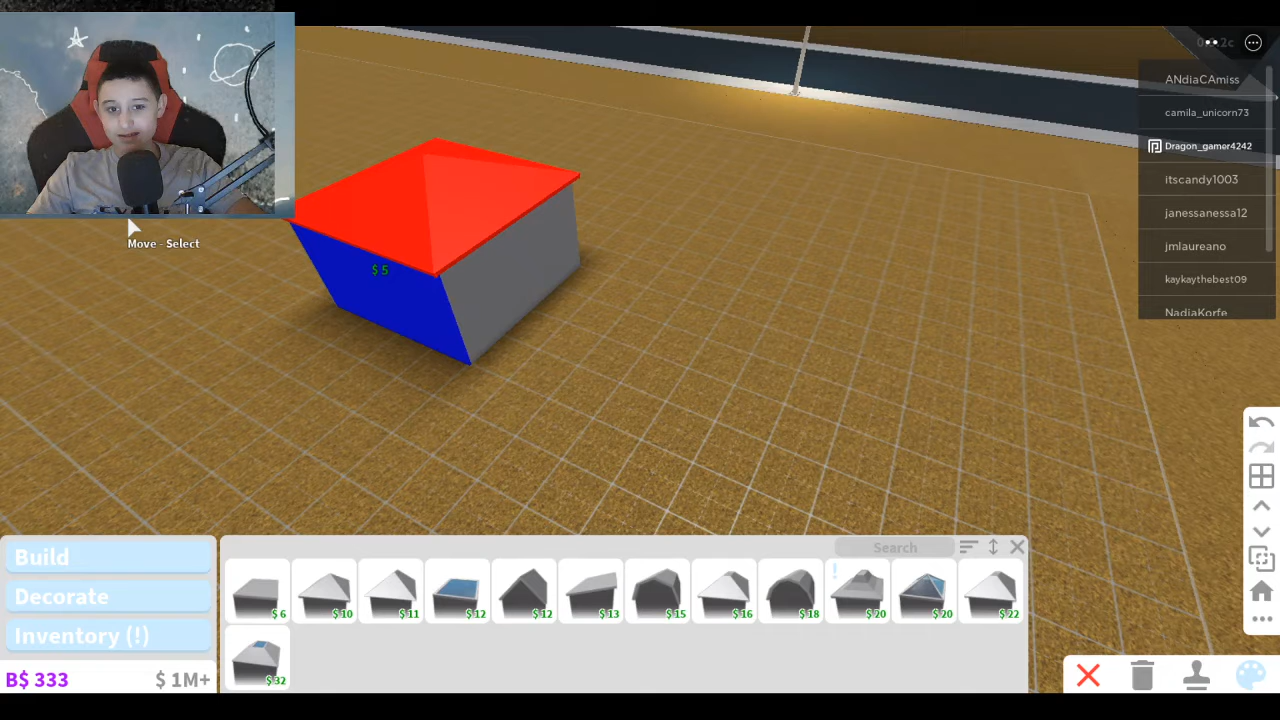 ANdiaCAmiss
camila_unicorn73
Dragon_gamer4242
itscandy1003
janessanessa12
jmlaureano
kaykaythebest09
NadiaKorfe
Move - Select
$ 5
Search
Build
Decorate
Inventory (!)
B$ 333
$ 1M+
$ 6
$ 10
$ 11
$ 12
$ 12
$ 13
$ 15
$ 16
$ 18
!
$ 20
$ 20
$ 22
$ 32